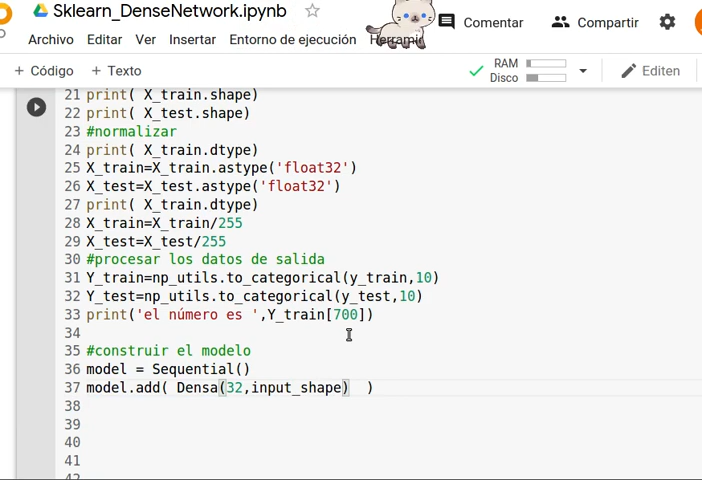 Sklearn_DenseNetwork.ipynb
Comentar
Compartir
Archivo Editar Ver Insertar Entorno de ejecución Herramir
+ Código + Texto
RAM
Disco
Editen
21 print( X_train.shape)
22 print( X_test.shape)
23 #normalizar
24 print( X_train.dtype)
25 X_train=X_train.astype('float32')
26 X_test=X_test.astype('float32')
27 print( X_train.dtype)
28 X_train=X_train/255
29 X_test=X_test/255
30 #procesar los datos de salida
31 Y_train=np_utils.to_categorical(y_train,10)
32 Y_test=np_utils.to_categorical(y_test,10)
33 print('el número es ',Y_train[700])
34
35 #construir el modelo
36 model = Sequential()
37 model.add( Densa(32,input_shape)  )
38
39
40
41